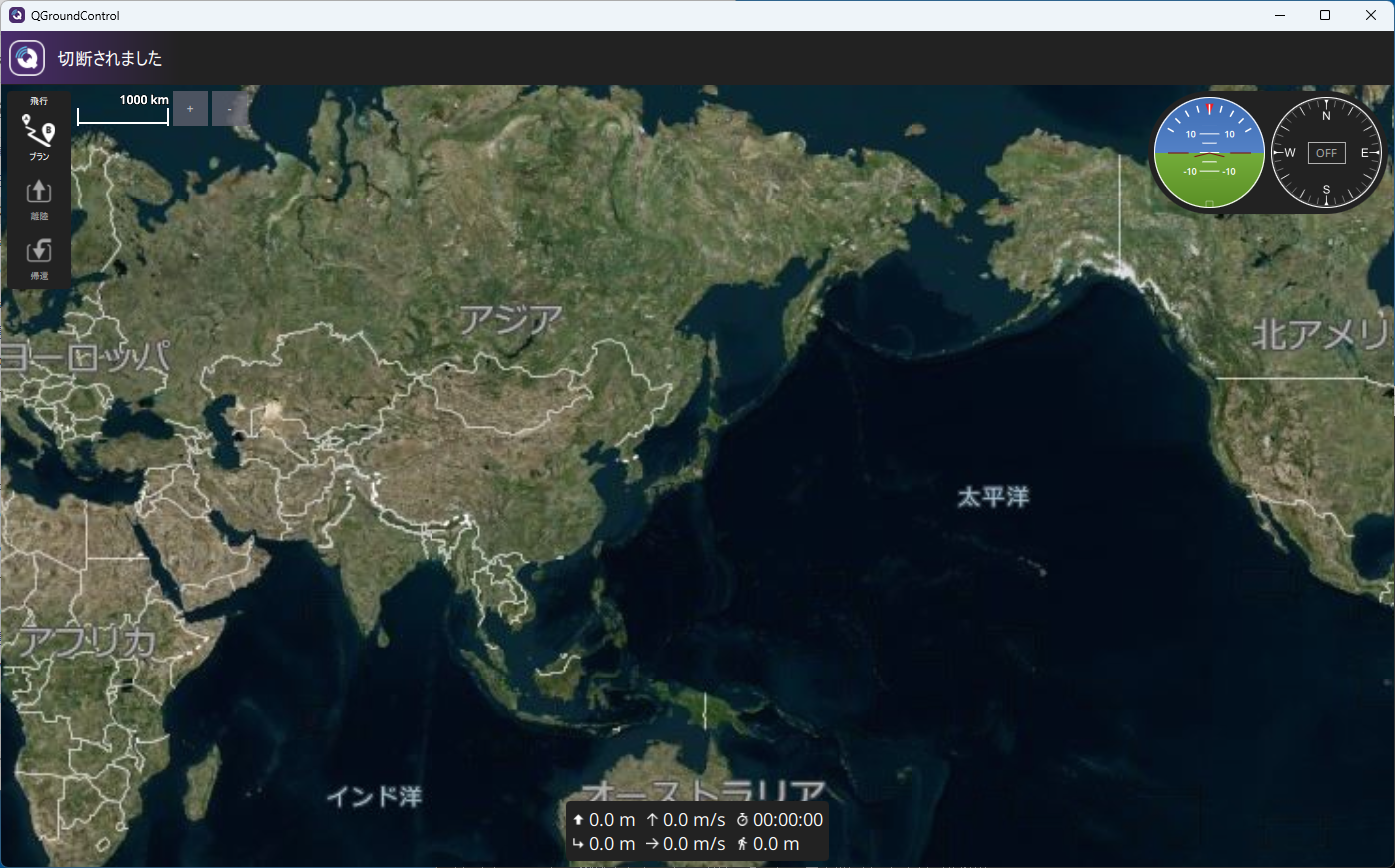 QGroundControl
切断されました
飛行
プラン
離陸
帰還
1000 km
+
-
10 10
-10 -10
N
W OFF E
S
アジア
ヨーロッパ
北アメリ
太平洋
アフリカ
インド洋
オーストラリア
0.0 m 0.0 m/s 00:00:00
0.0 m 0.0 m/s 0.0 m